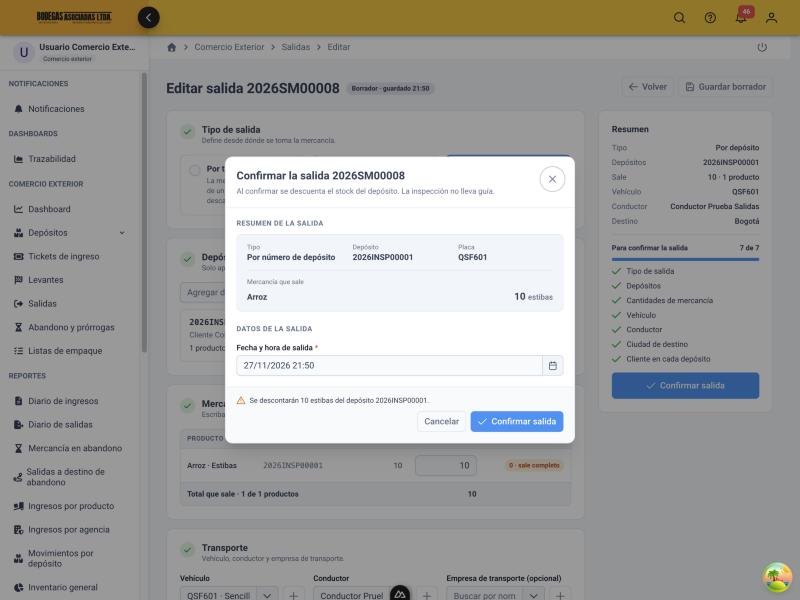 BODEGAS ASOCIADAS LTDA.
46
U
Usuario Comercio Exte...
Comercio exterior
Comercio Exterior
Salidas
Editar
NOTIFICACIONES
Notificaciones
DASHBOARDS
Trazabilidad
COMERCIO EXTERIOR
Dashboard
Depósitos
Tickets de ingreso
Levantes
Salidas
Abandono y prórrogas
Listas de empaque
REPORTES
Diario de ingresos
Diario de salidas
Mercancía en abandono
Salidas a destino de
abandono
Ingresos por producto
Ingresos por agencia
Movimientos por
depósito
Inventario general
Editar salida 2026SM00008
Borrador · guardado 21:50
Volver
Guardar borrador
Tipo de salida
Define desde dónde se toma la mercancía.
Confirmar la salida 2026SM00008
Al confirmar se descuenta el stock del depósito. La inspección no lleva guía.
RESUMEN DE LA SALIDA
Tipo
Depósito
Placa
Por número de depósito
2026INSP00001
QSF601
Mercancía que sale
Arroz
10 estibas
DATOS DE LA SALIDA
Fecha y hora de salida *
27/11/2026 21:50
Se descontarán 10 estibas del depósito 2026INSP00001.
Cancelar
Confirmar salida
PRODUCTO
Arroz · Estibas
2026INSP00001
10
10
0 · sale completo
Total que sale · 1 de 1 productos
10
Transporte
Vehículo, conductor y empresa de transporte.
Vehículo
Conductor
Empresa de transporte (opcional)
QSF601 · Sencill
Conductor Pruel
Buscar por nom
Resumen
Tipo
Por depósito
Depósitos
2026INSP00001
Sale
10 · 1 producto
Vehículo
QSF601
Conductor
Conductor Prueba Salidas
Destino
Bogotá
Para confirmar la salida
7 de 7
Tipo de salida
Depósitos
Cantidades de mercancía
Vehículo
Conductor
Ciudad de destino
Cliente en cada depósito
Confirmar salida